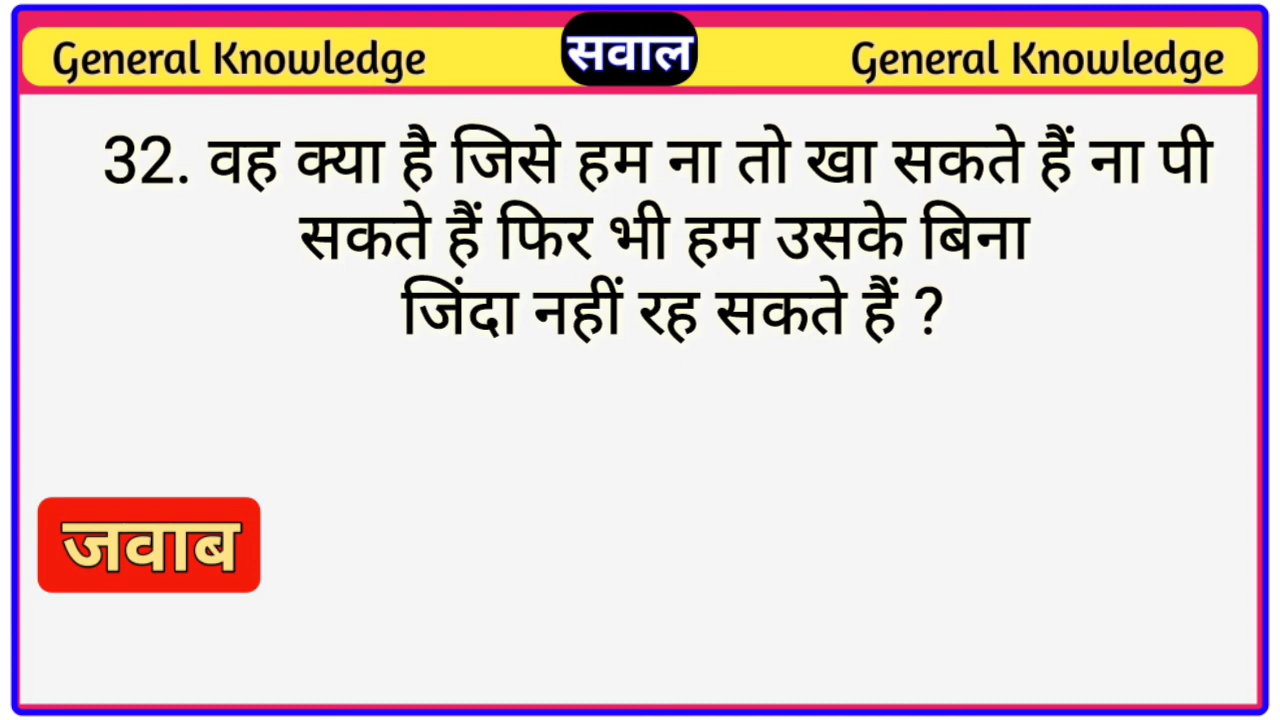 General Knowledge सवाल General Knowledge
32. वह क्या है जिसे हम ना तो खा सकते हैं ना पी
सकते हैं फिर भी हम उसके बिना
जिंदा नहीं रह सकते हैं ?
जवाब